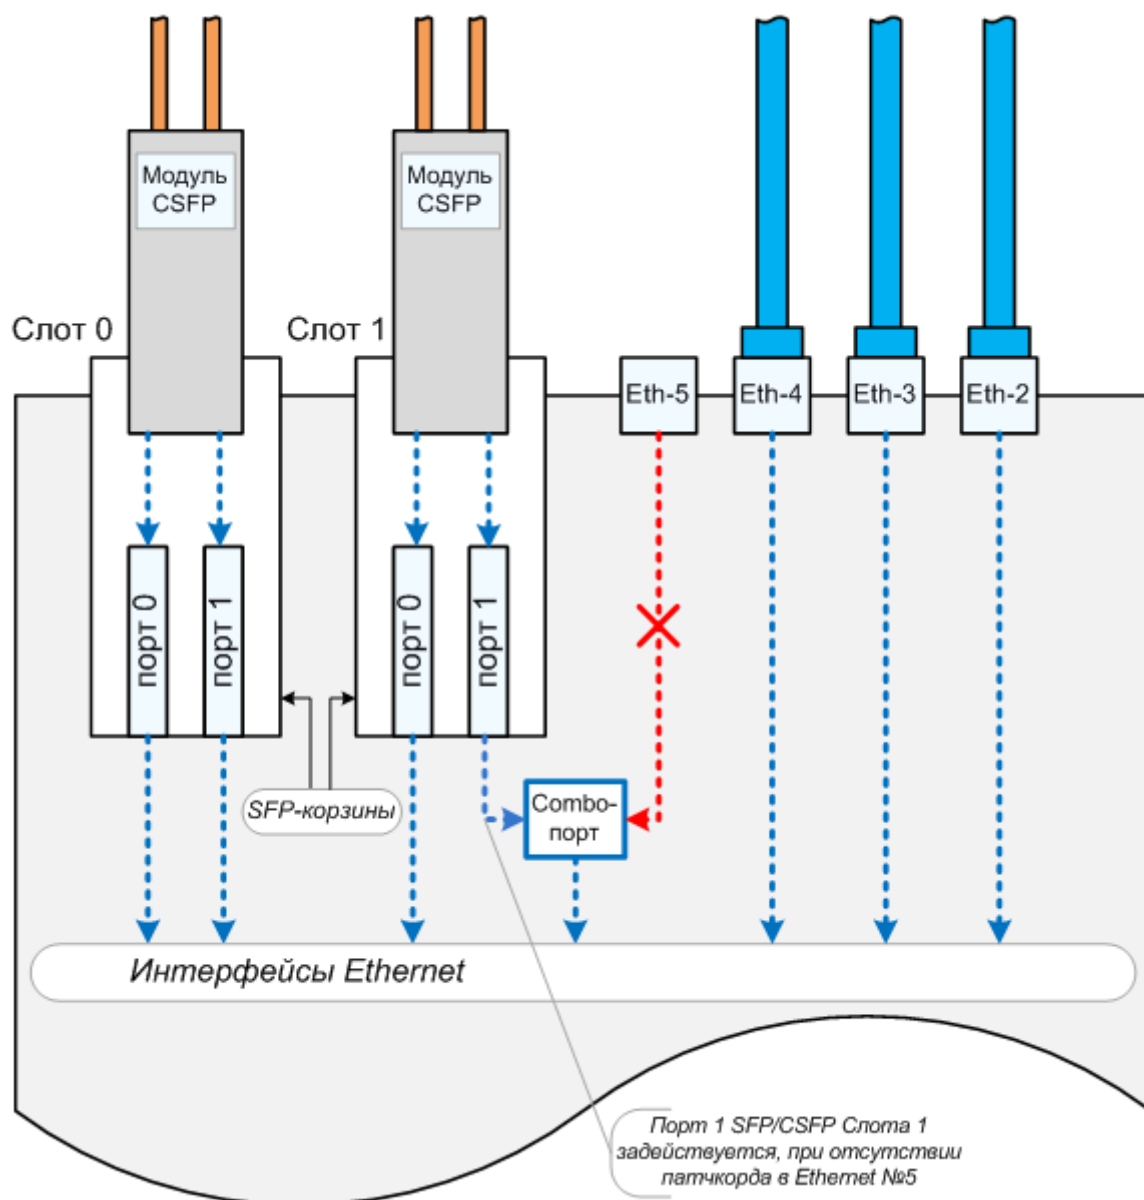 Модуль
CSFP
Модуль
CSFP
Слот 0
Слот 1
Eth-5
Eth-4
Eth-3
Eth-2
порт 0
порт 1
порт 0
порт 1
SFP-корзины
Combo-
порт
Интерфейсы Ethernet
Порт 1 SFP/CSFP Слота 1
задействуется, при отсутствии
патчкорда в Ethernet №5